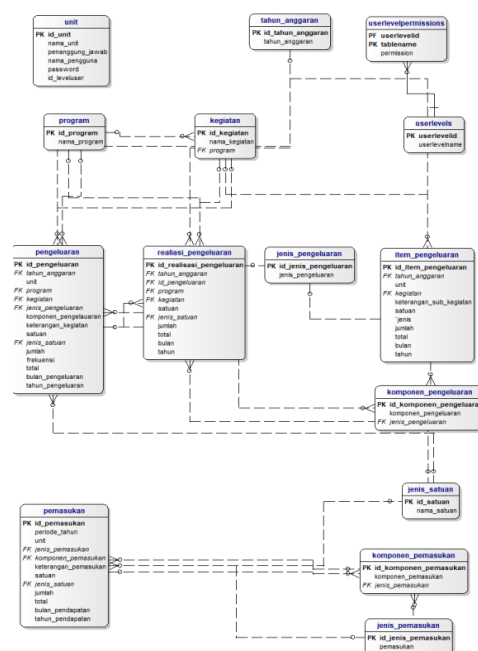 unit
PK id_unit
nama_unit
penanggung_jawab
nama_pengguna
password
id_leveluser
tahun_anggaran
PK id_tahun_anggaran
tahun_anggaran
userlevelpermissions
PF userlevelid
PK tablename
permission
program
PK id_program
nama_program
kegiatan
PK id_kegiatan
nama_kegiatan
FK program
userlevels
PK userlevelid
userlevelname
pengeluaran
PK id_pengeluaran
FK tahun_anggaran
unit
FK program
FK kegiatan
FK jenis_pengeluaran
komponen_pengelauaran
keterangan_kegiatan
satuan
FK jenis_satuan
jumlah
frekuensi
total
bulan_pengeluaran
tahun_pengeluaran
realiasi_pengeluaran
PK id_realisasi_pengeluaran
FK tahun_anggaran
FK id_pengeluaran
FK program
FK kegiatan
satuan
FK jenis_satuan
jumlah
total
bulan
tahun
jenis_pengeluaran
PK id_jenis_pengeluaran
jenis_pengeluaran
item_pengeluaran
PK id_item_pengeluaran
FK tahun_anggaran
unit
FK kegiatan
keterangan_sub_kegiatan
satuan
`jenis
jumlah
total
bulan
tahun
komponen_pengeluaran
PK id_komponen_pengeluara
komponen_pengeluaran
FK jenis_pengeluaran
jenis_satuan
PK id_satuan
nama_satuan
pemasukan
PK id_pemasukan
periode_tahun
unit
FK jenis_pemasukan
FK komponen_pemasukan
keterangan_pemasukan
satuan
FK jenis_satuan
jumlah
total
bulan_pendapatan
tahun_pendapatan
komponen_pemasukan
PK id_komponen_pemasukan
komponen_pemasukan
FK jenis_pemasukan
jenis_pemasukan
PK id_jenis_pemasukan
pemasukan